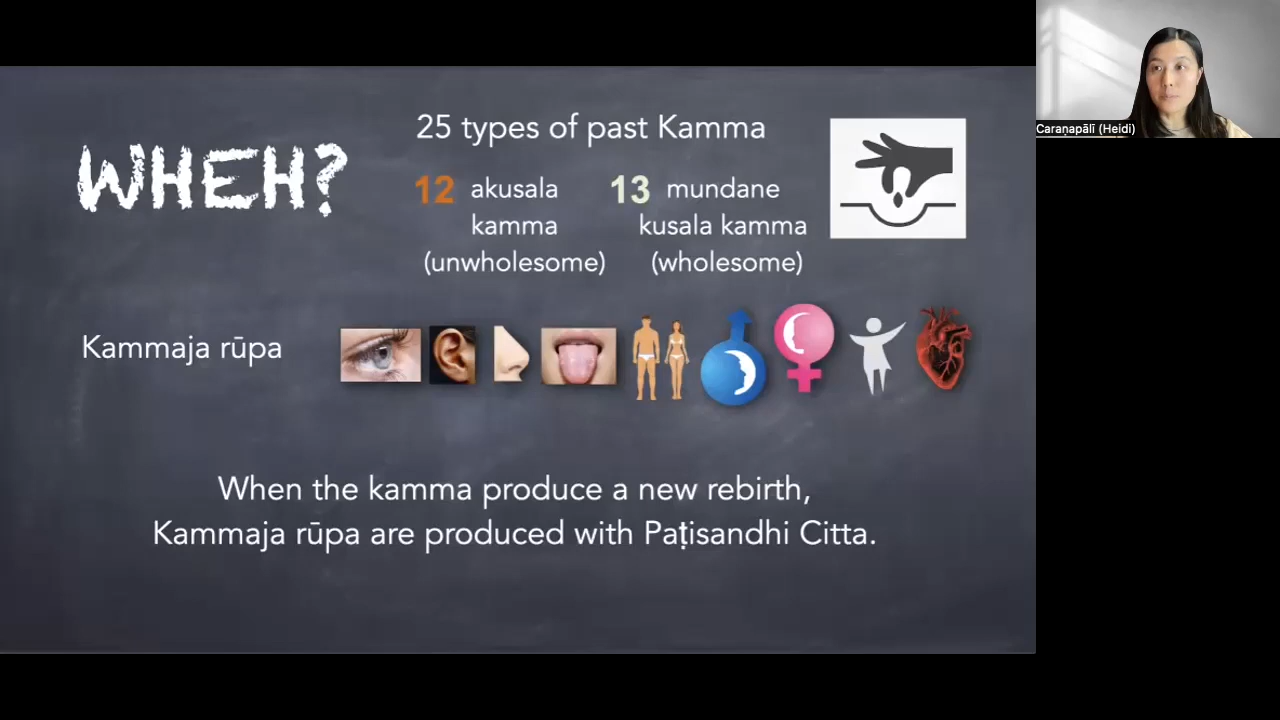 WHEH?
25 types of past Kamma
12 akusala kamma (unwholesome)
13 mundane kusala kamma (wholesome)
Kammaja rūpa
When the kamma produce a new rebirth,
Kammaja rūpa are produced with Paṭisandhi Citta.
Caraṇapālī (Heidi)